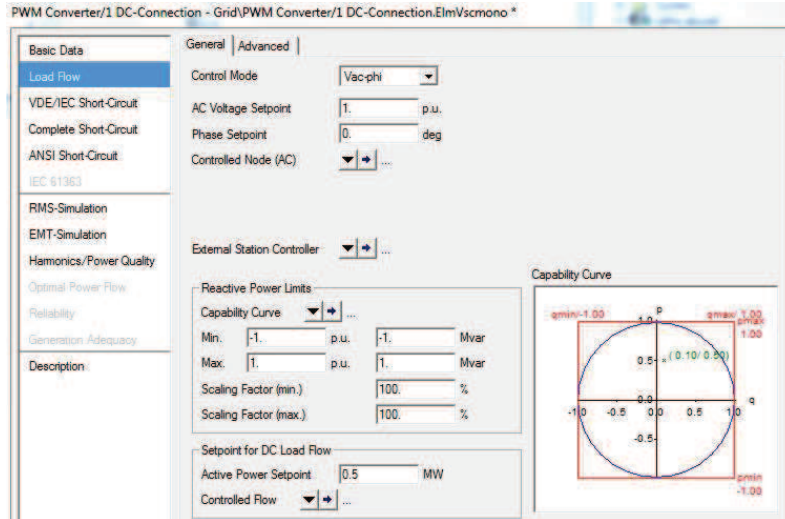 PWM Converter/1 DC-Connection - Grid\PWM Converter/1 DC-Connection.ElmVscmono *
Basic Data
Load Flow
VDE/IEC Short-Circuit
Complete Short-Circuit
ANSI Short-Circuit
IEC 61363
RMS-Simulation
EMT-Simulation
Harmonics/Power Quality
Optimal Power Flow
Reliability
Generation Adequacy
Description
General Advanced
Control Mode Vac-phi
AC Voltage Setpoint 1. p.u.
Phase Setpoint 0. deg
Controlled Node (AC) ...
External Station Controller ...
Reactive Power Limits
Capability Curve ...
Min. -1. p.u. -1. Mvar
Max. 1. p.u. 1. Mvar
Scaling Factor (min.) 100. %
Scaling Factor (max.) 100. %
Setpoint for DC Load Flow
Active Power Setpoint 0.5 MW
Controlled Flow ...
Capability Curve
qmin/-1.00 p qmax/ 1.00
1.0 pmax
1.00
0.5 ( 0.10/ 0.50)
0.0 q
-1.0 -0.5 0.0 0.5 1.0
-0.5
pmin
-1.00